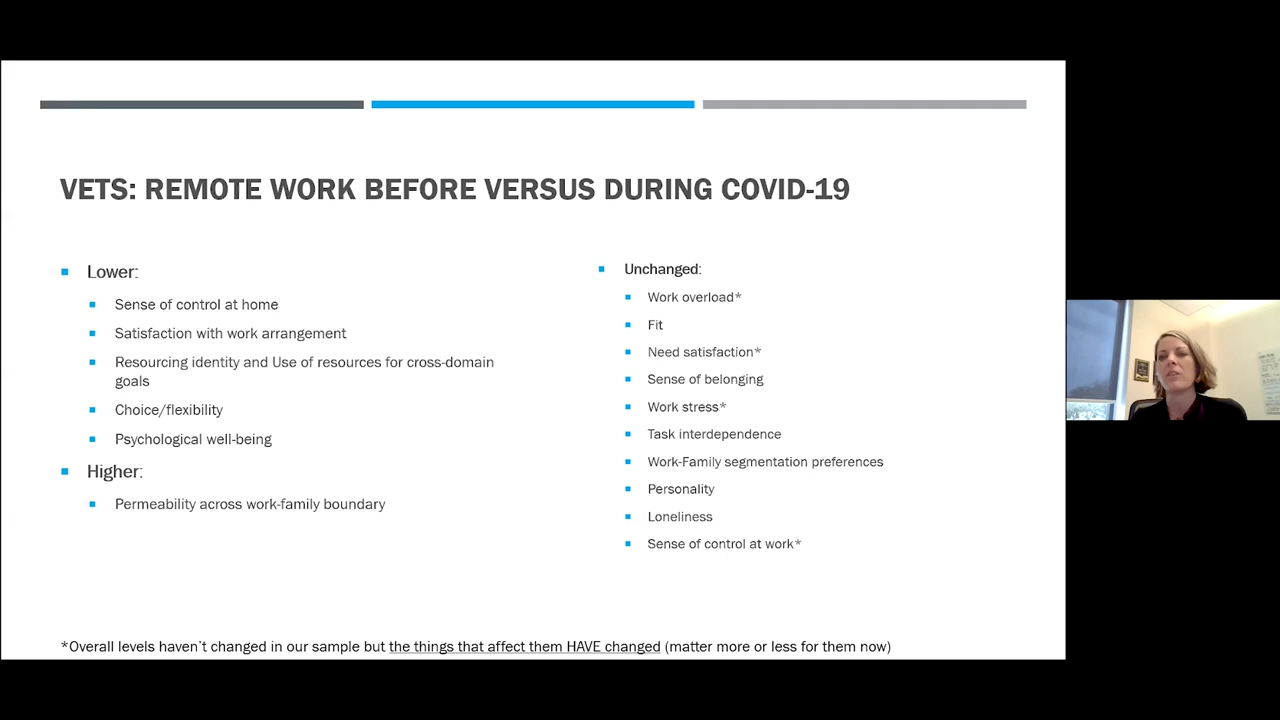 VETS: REMOTE WORK BEFORE VERSUS DURING COVID-19
Lower:
Sense of control at home
Satisfaction with work arrangement
Resourcing identity and Use of resources for cross-domain
goals
Choice/flexibility
Psychological well-being
Higher:
Permeability across work-family boundary
Unchanged:
Work overload*
Fit
Need satisfaction*
Sense of belonging
Work stress*
Task interdependence
Work-Family segmentation preferences
Personality
Loneliness
Sense of control at work*
*Overall levels haven't changed in our sample but the things that affect them HAVE changed (matter more or less for them now)